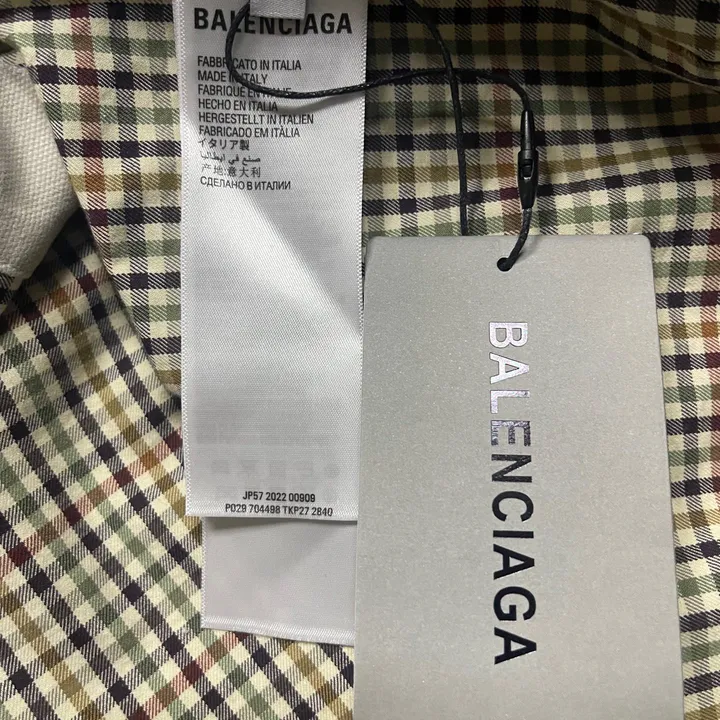 BALENCIAGA
FABBRICATO IN ITALIA
MADE IN ITALY
FABRIQUÉ EN ITALIE
HECHO EN ITALIA
HERGESTELLT IN ITALIEN
FABRICADO EM ITÁLIA
イタリア製
صنع في ايطاليا
产地:意大利
СДЕЛАНО В ИТАЛИИ
JP57 2022 00909
P029 704498 TKP27 2840
BALENCIAGA